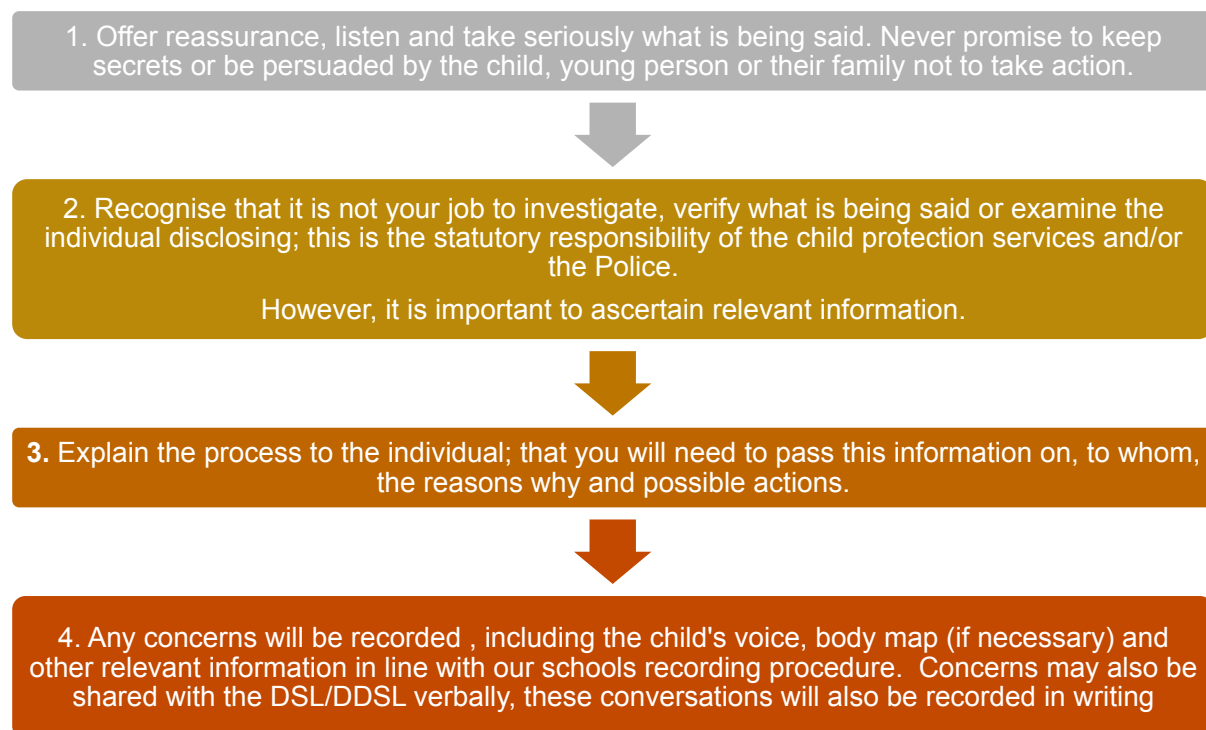 1. Offer reassurance, listen and take seriously what is being said. Never promise to keep
secrets or be persuaded by the child, young person or their family not to take action.
2. Recognise that it is not your job to investigate, verify what is being said or examine the
individual disclosing; this is the statutory responsibility of the child protection services and/or
the Police.
However, it is important to ascertain relevant information.
3. Explain the process to the individual; that you will need to pass this information on, to whom,
the reasons why and possible actions.
4. Any concerns will be recorded , including the child's voice, body map (if necessary) and
other relevant information in line with our schools recording procedure.  Concerns may also be
shared with the DSL/DDSL verbally, these conversations will also be recorded in writing